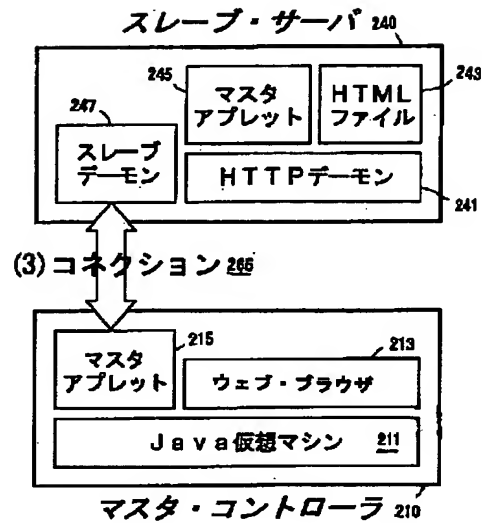 スレーブ・サーバ 240
245
マスタ
アプレット
HTML
ファイル
243
247
スレーブ
デーモン
HTTPデーモン
241
(3)コネクション 266
マスタ
アプレット
215
213
ウェブ・ブラウザ
Java仮想マシン 211
マスタ・コントローラ 210